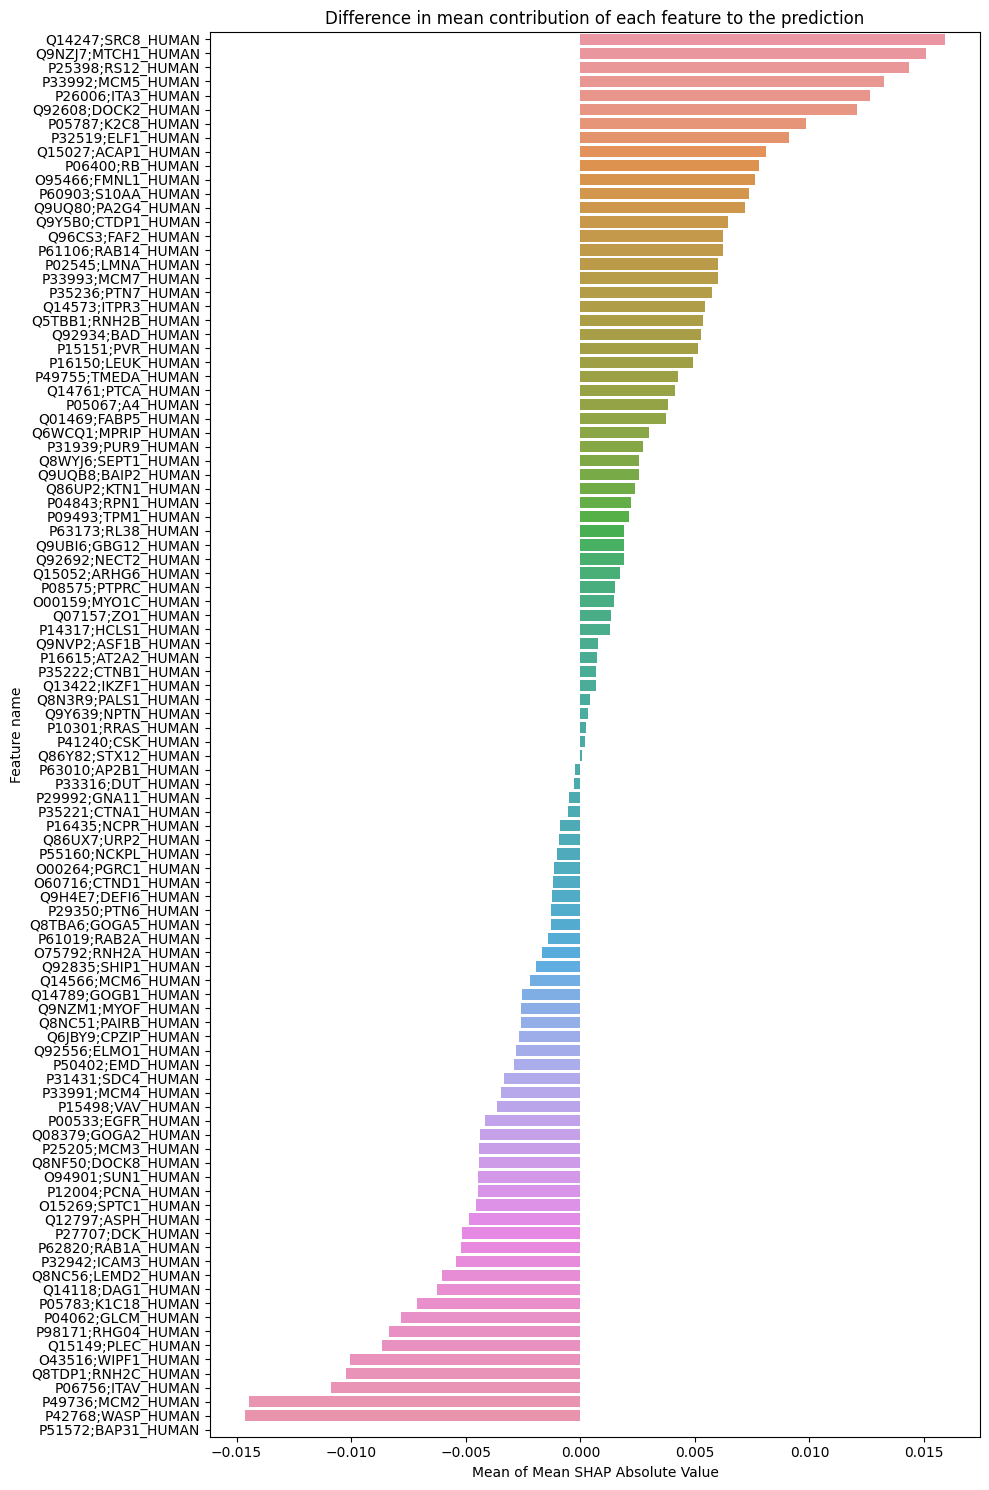 Difference in mean contribution of each feature to the prediction
Q14247;SRC8_HUMAN
Q9NZJ7;MTCH1_HUMAN
P25398;RS12_HUMAN
P33992;MCM5_HUMAN
P26006;ITA3_HUMAN
Q92608;DOCK2_HUMAN
P05787;K2C8_HUMAN
P32519;ELF1_HUMAN
Q15027;ACAP1_HUMAN
P06400;RB_HUMAN
O95466;FMNL1_HUMAN
P60903;S10AA_HUMAN
Q9UQ80;PA2G4_HUMAN
Q9Y5B0;CTDP1_HUMAN
Q96CS3;FAF2_HUMAN
P61106;RAB14_HUMAN
P02545;LMNA_HUMAN
P33993;MCM7_HUMAN
P35236;PTN7_HUMAN
Q14573;ITPR3_HUMAN
Q5TBB1;RNH2B_HUMAN
Q92934;BAD_HUMAN
P15151;PVR_HUMAN
P16150;LEUK_HUMAN
P49755;TMEDA_HUMAN
Q14761;PTCA_HUMAN
P05067;A4_HUMAN
Q01469;FABP5_HUMAN
Q6WCQ1;MPRIP_HUMAN
P31939;PUR9_HUMAN
Q8WYJ6;SEPT1_HUMAN
Q9UQB8;BAIP2_HUMAN
Q86UP2;KTN1_HUMAN
P04843;RPN1_HUMAN
P09493;TPM1_HUMAN
P63173;RL38_HUMAN
Q9UBI6;GBG12_HUMAN
Q92692;NECT2_HUMAN
Q15052;ARHG6_HUMAN
P08575;PTPRC_HUMAN
O00159;MYO1C_HUMAN
Q07157;ZO1_HUMAN
P14317;HCLS1_HUMAN
Q9NVP2;ASF1B_HUMAN
P16615;AT2A2_HUMAN
P35222;CTNB1_HUMAN
Q13422;IKZF1_HUMAN
Q8N3R9;PALS1_HUMAN
Q9Y639;NPTN_HUMAN
P10301;RRAS_HUMAN
P41240;CSK_HUMAN
Q86Y82;STX12_HUMAN
P63010;AP2B1_HUMAN
P33316;DUT_HUMAN
P29992;GNA11_HUMAN
P35221;CTNA1_HUMAN
P16435;NCPR_HUMAN
Q86UX7;URP2_HUMAN
P55160;NCKPL_HUMAN
O00264;PGRC1_HUMAN
O60716;CTND1_HUMAN
Q9H4E7;DEFI6_HUMAN
P29350;PTN6_HUMAN
Q8TBA6;GOGA5_HUMAN
P61019;RAB2A_HUMAN
O75792;RNH2A_HUMAN
Q92835;SHIP1_HUMAN
Q14566;MCM6_HUMAN
Q14789;GOGB1_HUMAN
Q9NZM1;MYOF_HUMAN
Q8NC51;PAIRB_HUMAN
Q6JBY9;CPZIP_HUMAN
Q92556;ELMO1_HUMAN
P50402;EMD_HUMAN
P31431;SDC4_HUMAN
P33991;MCM4_HUMAN
P15498;VAV_HUMAN
P00533;EGFR_HUMAN
Q08379;GOGA2_HUMAN
P25205;MCM3_HUMAN
Q8NF50;DOCK8_HUMAN
O94901;SUN1_HUMAN
P12004;PCNA_HUMAN
O15269;SPTC1_HUMAN
Q12797;ASPH_HUMAN
P27707;DCK_HUMAN
P62820;RAB1A_HUMAN
P32942;ICAM3_HUMAN
Q8NC56;LEMD2_HUMAN
Q14118;DAG1_HUMAN
P05783;K1C18_HUMAN
P04062;GLCM_HUMAN
P98171;RHG04_HUMAN
Q15149;PLEC_HUMAN
O43516;WIPF1_HUMAN
Q8TDP1;RNH2C_HUMAN
P06756;ITAV_HUMAN
P49736;MCM2_HUMAN
P42768;WASP_HUMAN
P51572;BAP31_HUMAN
Feature name
−0.015 −0.010 −0.005 0.000 0.005 0.010 0.015
Mean of Mean SHAP Absolute Value